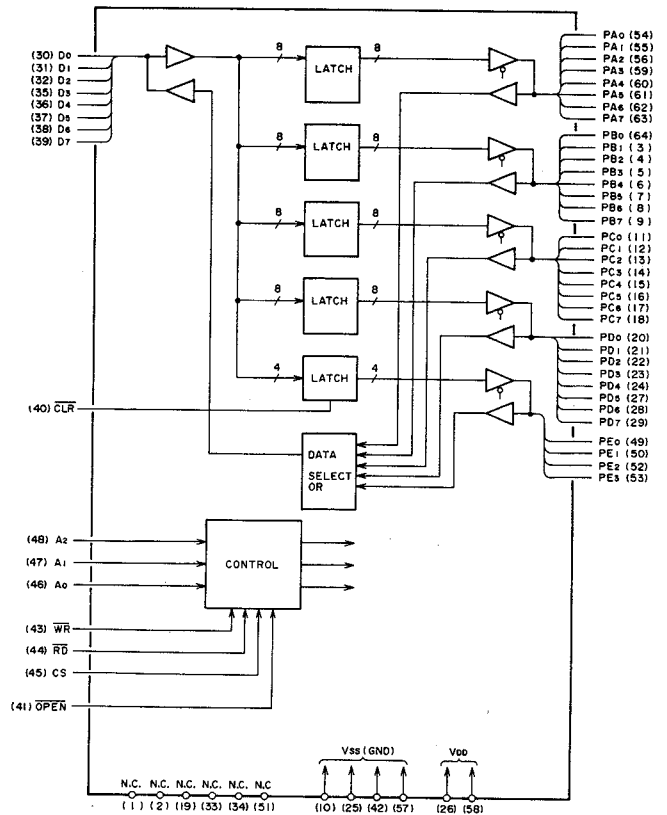 (30) D0
(31) D1
(32) D2
(35) D3
(36) D4
(37) D5
(38) D6
(39) D7
8 LATCH 8
8 LATCH 8
8 LATCH 8
8 LATCH 8
4 LATCH 4
(40) CLR
DATA
SELECT
OR
PA0 (54)
PA1 (55)
PA2 (56)
PA3 (59)
PA4 (60)
PA5 (61)
PA6 (62)
PA7 (63)
PB0 (64)
PB1 (3)
PB2 (4)
PB3 (5)
PB4 (6)
PB5 (7)
PB6 (8)
PB7 (9)
PC0 (11)
PC1 (12)
PC2 (13)
PC3 (14)
PC4 (15)
PC5 (16)
PC6 (17)
PC7 (18)
PD0 (20)
PD1 (21)
PD2 (22)
PD3 (23)
PD4 (24)
PD5 (27)
PD6 (28)
PD7 (29)
PE0 (49)
PE1 (50)
PE2 (52)
PE3 (53)
(48) A2
(47) A1
(46) A0
CONTROL
(43) WR
(44) RD
(45) CS
(41) OPEN
N.C. N.C. N.C. N.C. N.C. N.C
(1) (2) (19) (33) (34) (51)
VSS (GND)
(10) (25) (42) (57)
VDD
(26) (58)